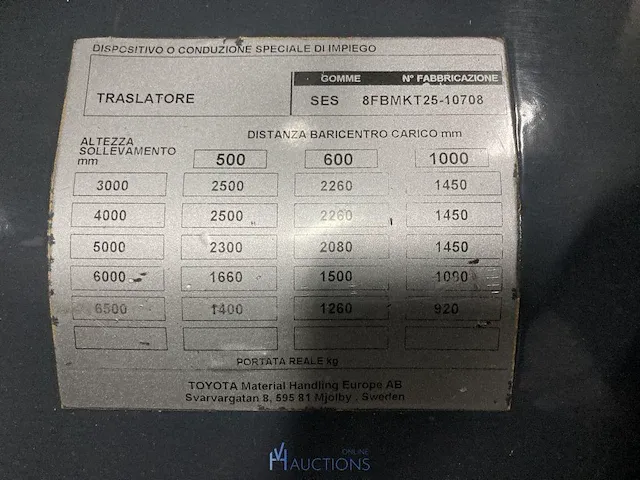 DISPOSITIVO O CONDUZIONE SPECIALE DI IMPIEGO
GOMME N° FABBRICAZIONE
TRASLATORE SES 8FBMKT25-10708
DISTANZA BARICENTRO CARICO mm
ALTEZZA
SOLLEVAMENTO
mm 500 600 1000
3000 2500 2260 1450
4000 2500 2260 1450
5000 2300 2080 1450
6000 1660 1500 1090
6500 1400 1260 920
PORTATA REALE kg
TOYOTA Material Handling Europe AB
Svarvargatan 8, 595 81 Mjölby . Sweden
ONLINE
AUCTIONS